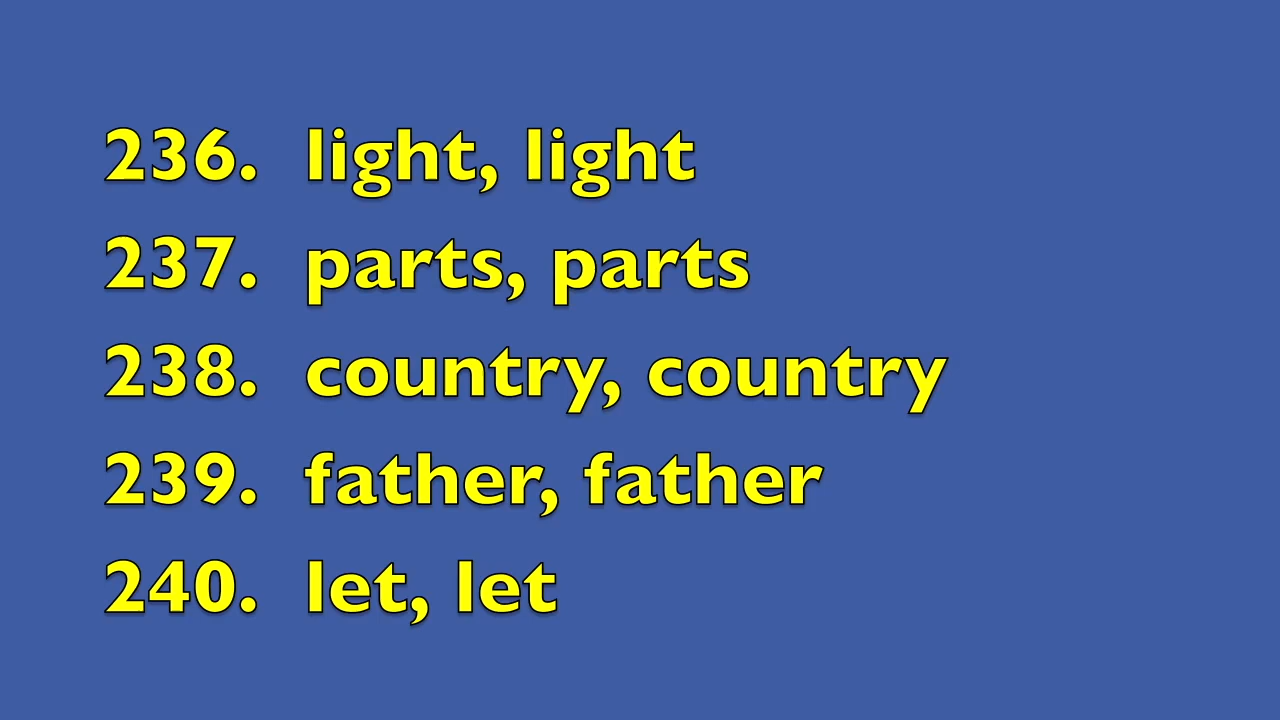 236. light, light
237. parts, parts
238. country, country
239. father, father
240. let, let